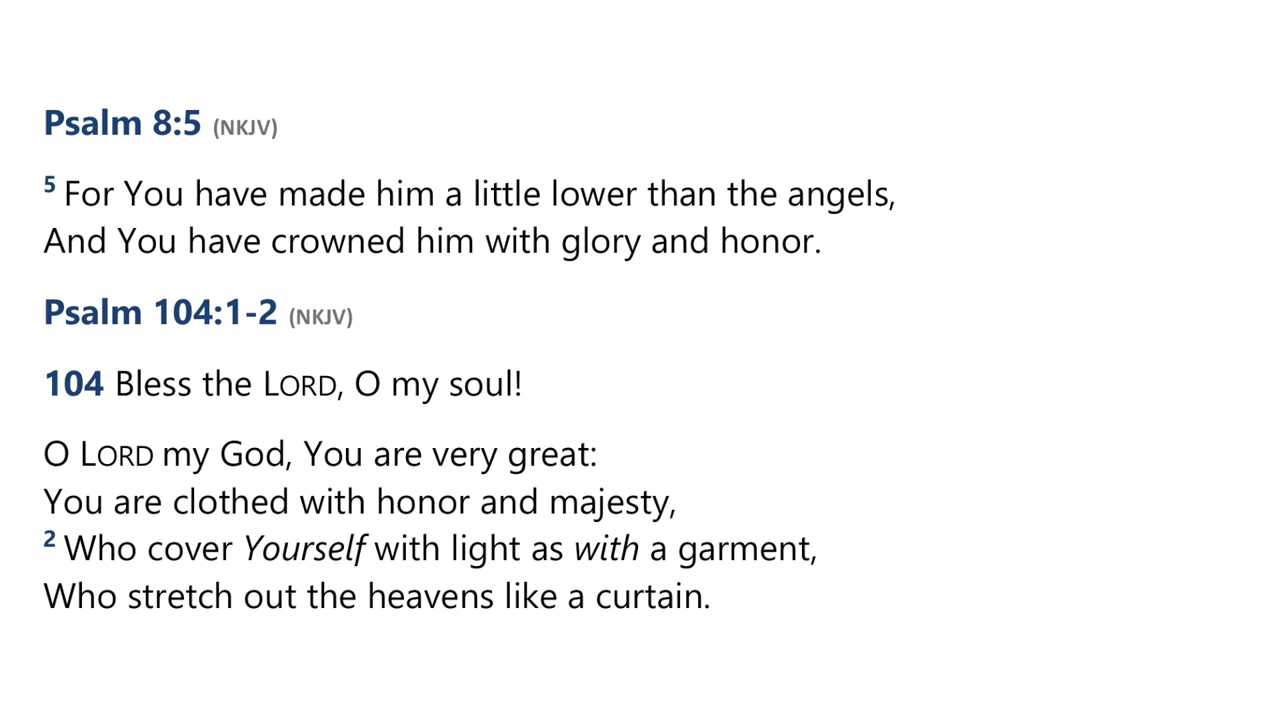 Psalm 8:5 (NKJV)
5 For You have made him a little lower than the angels,
And You have crowned him with glory and honor.
Psalm 104:1-2 (NKJV)
104 Bless the LORD, O my soul!
O LORD my God, You are very great:
You are clothed with honor and majesty,
2 Who cover Yourself with light as with a garment,
Who stretch out the heavens like a curtain.